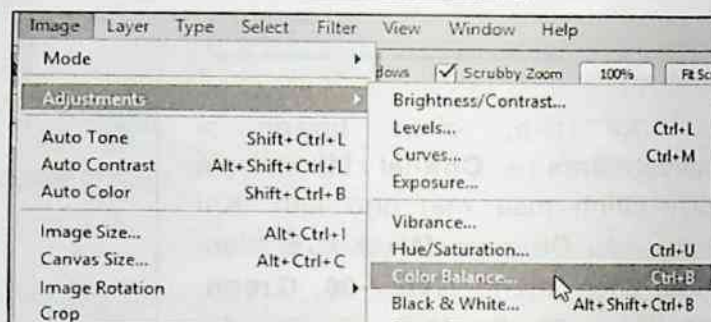 Image Layer Type Select Filter View Window Help
Mode
dows Scrubby Zoom 100% Fit Sc
Adjustments
Brightness/Contrast...
Levels... Ctrl+L
Curves... Ctrl+M
Exposure...
Auto Tone Shift+Ctrl+L
Auto Contrast Alt+Shift+Ctrl+L
Auto Color Shift+Ctrl+B
Vibrance...
Hue/Saturation... Ctrl+U
Color Balance... Ctrl+B
Black & White... Alt+Shift+Ctrl+B
Image Size... Alt+Ctrl+I
Canvas Size... Alt+Ctrl+C
Image Rotation
Crop